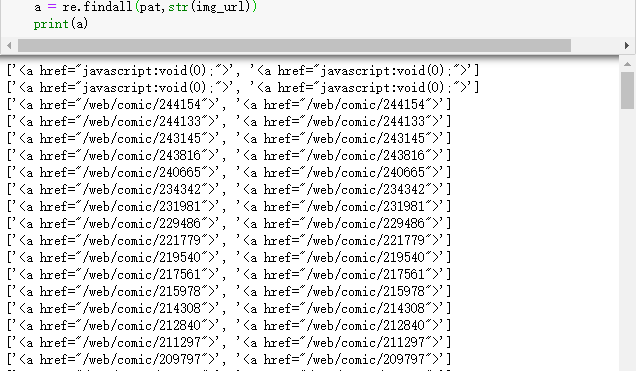 a = re.findall(pat,str(img_url))
print(a)
['<a href="javascript:void(0);">', '<a href="javascript:void(0);">']
['<a href="javascript:void(0);">', '<a href="javascript:void(0);">']
['<a href="/web/comic/244154">', '<a href="/web/comic/244154">']
['<a href="/web/comic/244133">', '<a href="/web/comic/244133">']
['<a href="/web/comic/243145">', '<a href="/web/comic/243145">']
['<a href="/web/comic/243816">', '<a href="/web/comic/243816">']
['<a href="/web/comic/240665">', '<a href="/web/comic/240665">']
['<a href="/web/comic/234342">', '<a href="/web/comic/234342">']
['<a href="/web/comic/231981">', '<a href="/web/comic/231981">']
['<a href="/web/comic/229486">', '<a href="/web/comic/229486">']
['<a href="/web/comic/221779">', '<a href="/web/comic/221779">']
['<a href="/web/comic/219540">', '<a href="/web/comic/219540">']
['<a href="/web/comic/217561">', '<a href="/web/comic/217561">']
['<a href="/web/comic/215978">', '<a href="/web/comic/215978">']
['<a href="/web/comic/214308">', '<a href="/web/comic/214308">']
['<a href="/web/comic/212840">', '<a href="/web/comic/212840">']
['<a href="/web/comic/211297">', '<a href="/web/comic/211297">']
['<a href="/web/comic/209797">', '<a href="/web/comic/209797">']